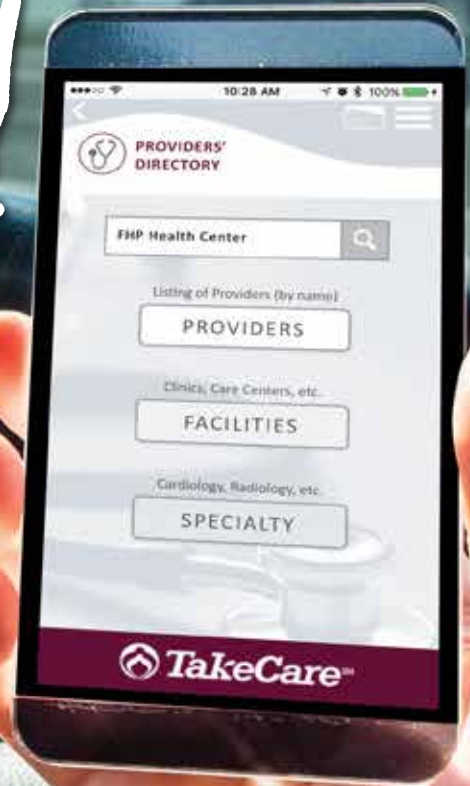 10:28 AM
100%
PROVIDERS'
DIRECTORY
FHP Health Center
Listing of Providers (by name)
PROVIDERS
Clinics, Care Centers, etc.
FACILITIES
Cardiology, Radiology, etc.
SPECIALTY
TakeCare℠